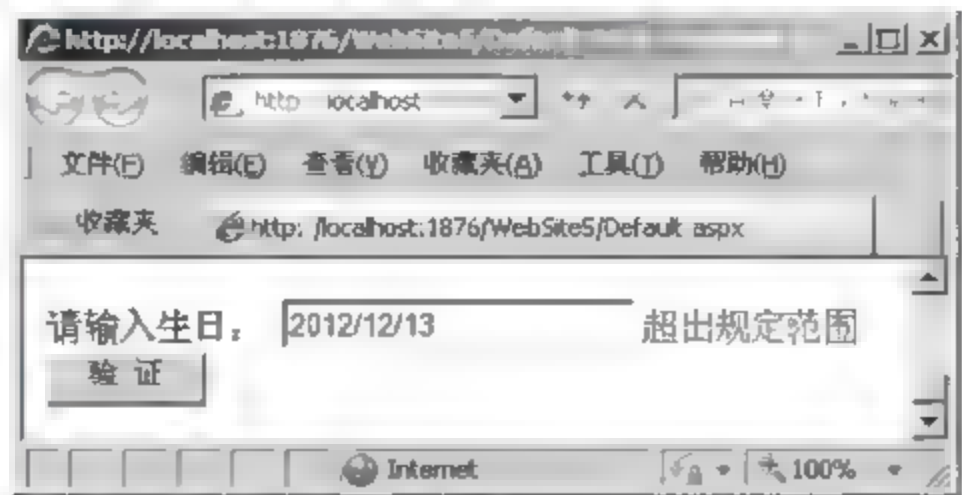 http://localhost:1876/WebSite5/Default
http localhost
文件(F) 编辑(E) 查看(V) 收藏夹(A) 工具(T) 帮助(H)
收藏夹 http: /localhost:1876/WebSite5/Default aspx
请输入生日: 2012/12/13 超出规定范围
验 证
Internet 100%